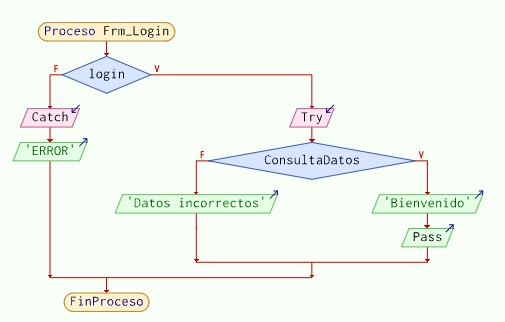 Proceso Frm_Login
login
F
V
Catch
Try
'ERROR'
ConsultaDatos
F
V
'Datos incorrectos'
'Bienvenido'
Pass
FinProceso